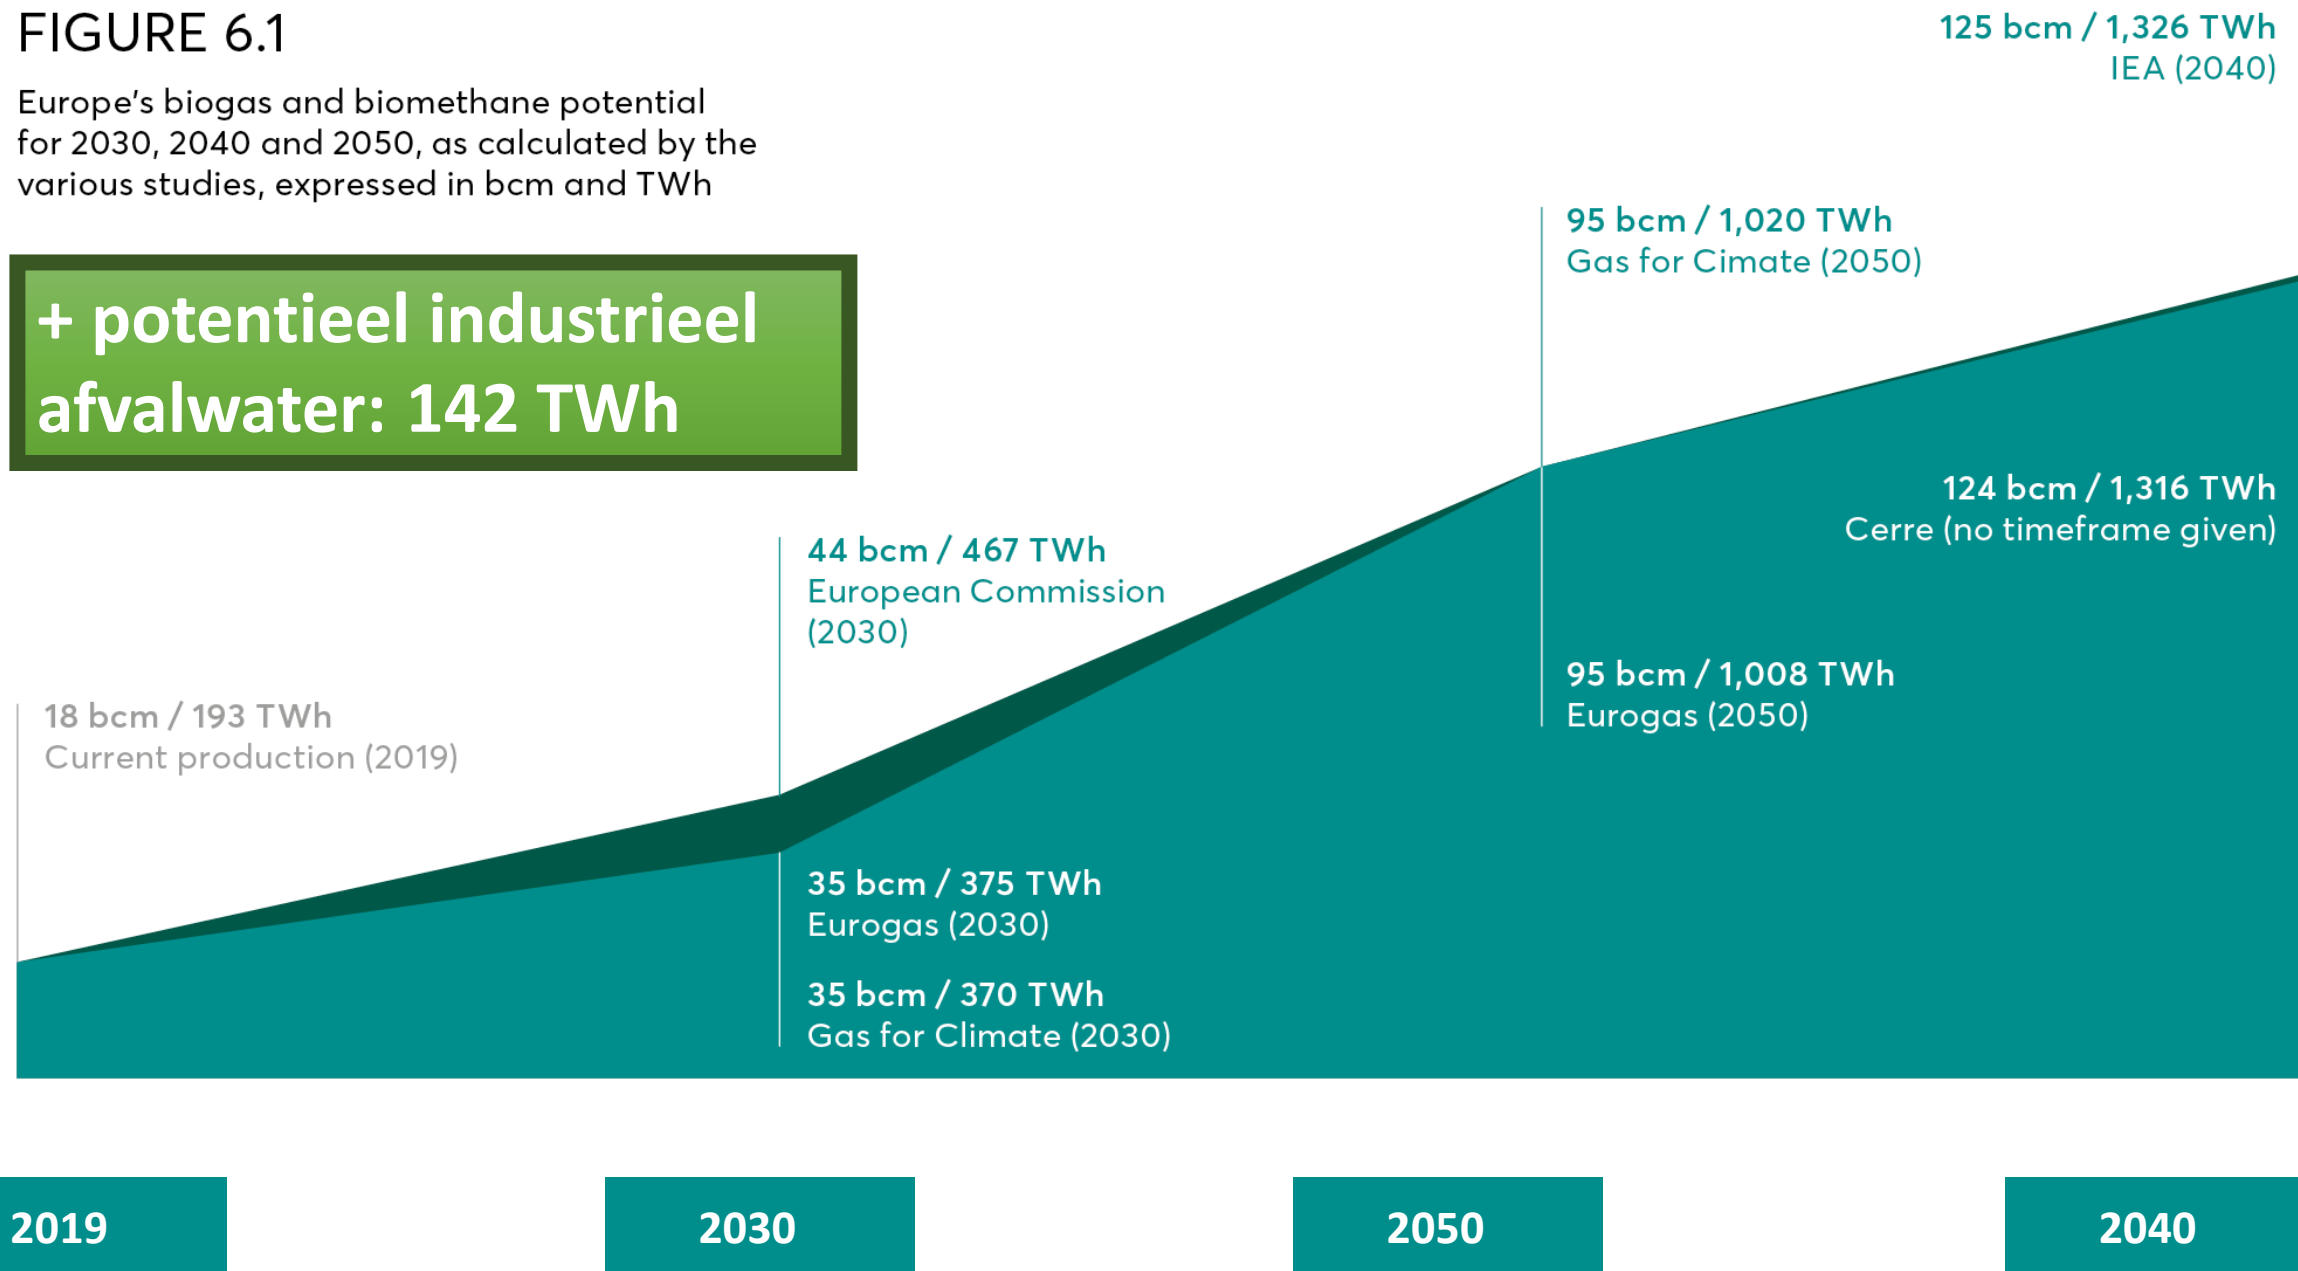 FIGURE 6.1
Europe's biogas and biomethane potential
for 2030, 2040 and 2050, as calculated by the
various studies, expressed in bcm and TWh
+ potentieel industrieel
afvalwater: 142 TWh
18 bcm / 193 TWh
Current production (2019)
44 bcm / 467 TWh
European Commission
(2030)
35 bcm / 375 TWh
Eurogas (2030)
35 bcm / 370 TWh
Gas for Climate (2030)
95 bcm / 1,020 TWh
Gas for Cimate (2050)
95 bcm / 1,008 TWh
Eurogas (2050)
125 bcm / 1,326 TWh
IEA (2040)
124 bcm / 1,316 TWh
Cerre (no timeframe given)
2019
2030
2050
2040